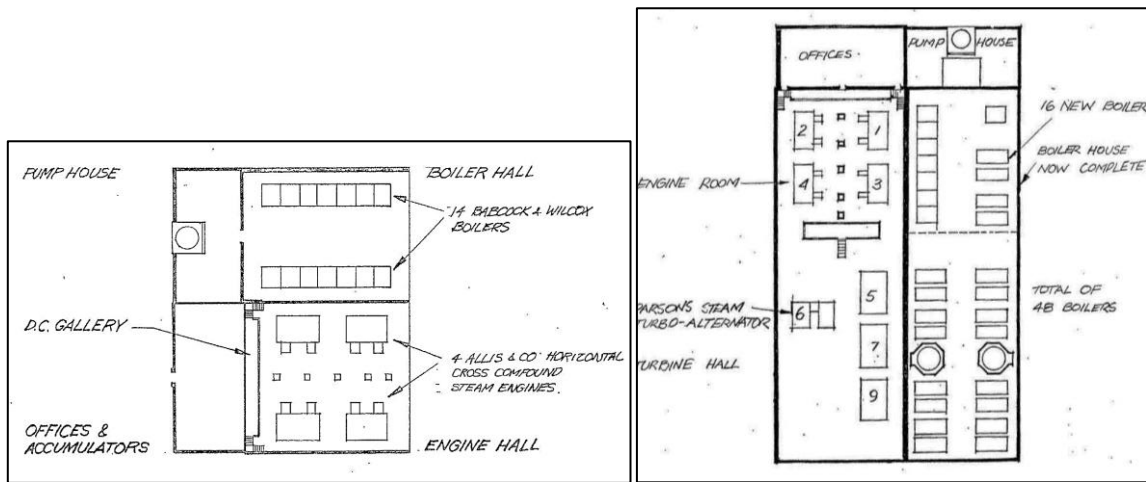 PUMP HOUSE
BOILER HALL
14 BABCOCK & WILCOX
BOILERS
D.C. GALLERY
4 ALLIS & CO HORIZONTAL
CROSS COMPOUND
STEAM ENGINES
OFFICES &
ACCUMULATORS
ENGINE HALL
OFFICES
PUMP HOUSE
16 NEW BOILER
BOILER HOUSE
NOW COMPLETE
2
1
ENGINE ROOM
4
3
5
TOTAL OF
48 BOILERS
PARSONS STEAM
TURBO-ALTERNATOR
6
7
TURBINE HALL
9